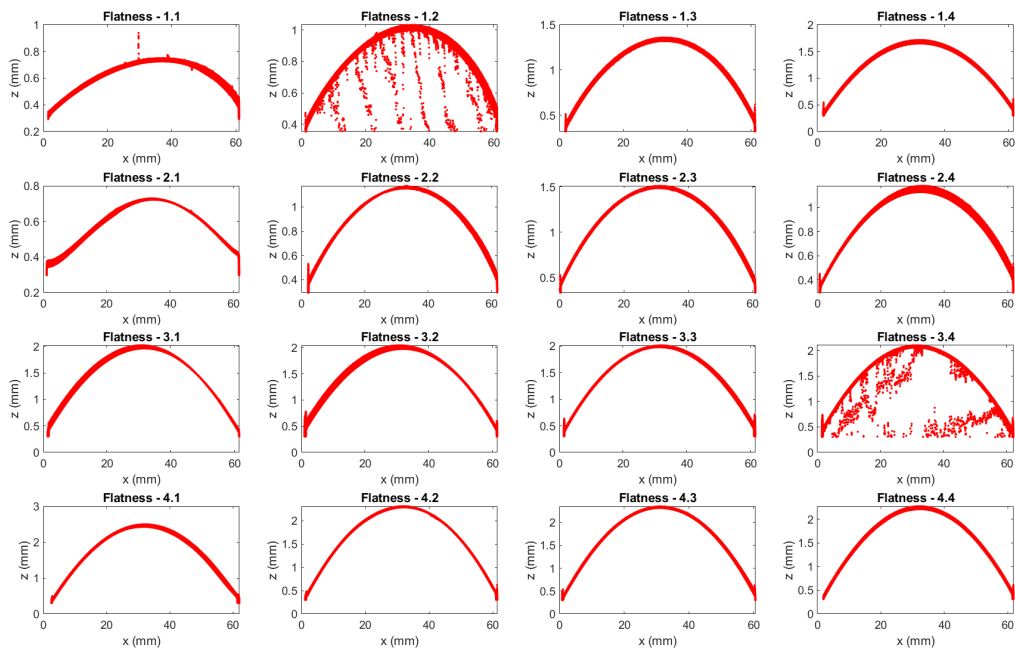 Flatness - 1.1
z (mm)
1
0.8
0.6
0.4
0.2
0 20 40 60
x (mm)
Flatness - 1.2
z (mm)
1
0.8
0.6
0.4
0 20 40 60
x (mm)
Flatness - 1.3
z (mm)
1.5
1
0.5
0 20 40 60
x (mm)
Flatness - 1.4
z (mm)
2
1.5
1
0.5
0
0 20 40 60
x (mm)
Flatness - 2.1
z (mm)
0.8
0.6
0.4
0.2
0 20 40 60
x (mm)
Flatness - 2.2
z (mm)
1
0.8
0.6
0.4
0 20 40 60
x (mm)
Flatness - 2.3
z (mm)
1.5
1
0.5
0 20 40 60
x (mm)
Flatness - 2.4
z (mm)
1
0.8
0.6
0.4
0 20 40 60
x (mm)
Flatness - 3.1
z (mm)
2
1.5
1
0.5
0
0 20 40 60
x (mm)
Flatness - 3.2
z (mm)
2
1.5
1
0.5
0
0 20 40 60
x (mm)
Flatness - 3.3
z (mm)
2
1.5
1
0.5
0
0 20 40 60
x (mm)
Flatness - 3.4
z (mm)
2
1.5
1
0.5
0
0 20 40 60
x (mm)
Flatness - 4.1
z (mm)
3
2
1
0
0 20 40 60
x (mm)
Flatness - 4.2
z (mm)
2
1.5
1
0.5
0
0 20 40 60
x (mm)
Flatness - 4.3
z (mm)
2
1.5
1
0.5
0
0 20 40 60
x (mm)
Flatness - 4.4
z (mm)
2
1.5
1
0.5
0
0 20 40 60
x (mm)